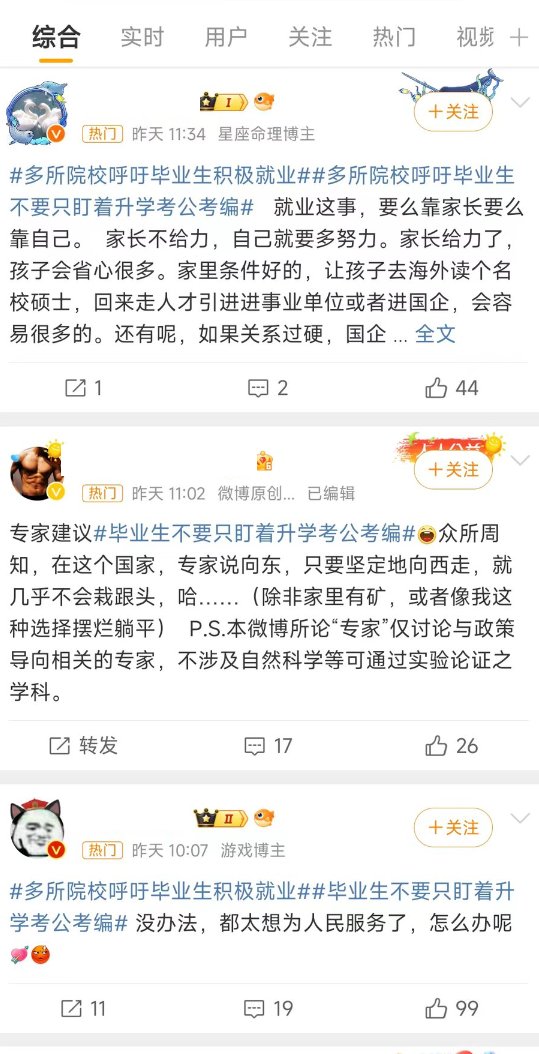 综合 实时 用户 关注 热门 视频
I
+关注
热门 昨天 11:34 星座命理博主
#多所院校呼吁毕业生积极就业##多所院校呼吁毕业生
不要只盯着升学考公考编# 就业这事，要么靠家长要么
靠自己。 家长不给力，自己就要多努力。家长给力了，
孩子会省心很多。家里条件好的，让孩子去海外读个名
校硕士，回来走人才引进进事业单位或者进国企，会容
易很多的。还有呢，如果关系过硬，国企 ... 全文
1 2 44
+关注
热门 昨天 11:02 微博原创... 已编辑
专家建议#毕业生不要只盯着升学考公考编#众所周
知，在这个国家，专家说向东，只要坚定地向西走，就
几乎不会栽跟头，哈……（除非家里有矿，或者像我这
种选择摆烂躺平） P.S.本微博所论“专家”仅讨论与政策
导向相关的专家，不涉及自然科学等可通过实验论证之
学科。
转发 17 26
II
+关注
热门 昨天 10:07 游戏博主
#多所院校呼吁毕业生积极就业##毕业生不要只盯着升
学考公考编# 没办法，都太想为人民服务了，怎么办呢
11 19 99